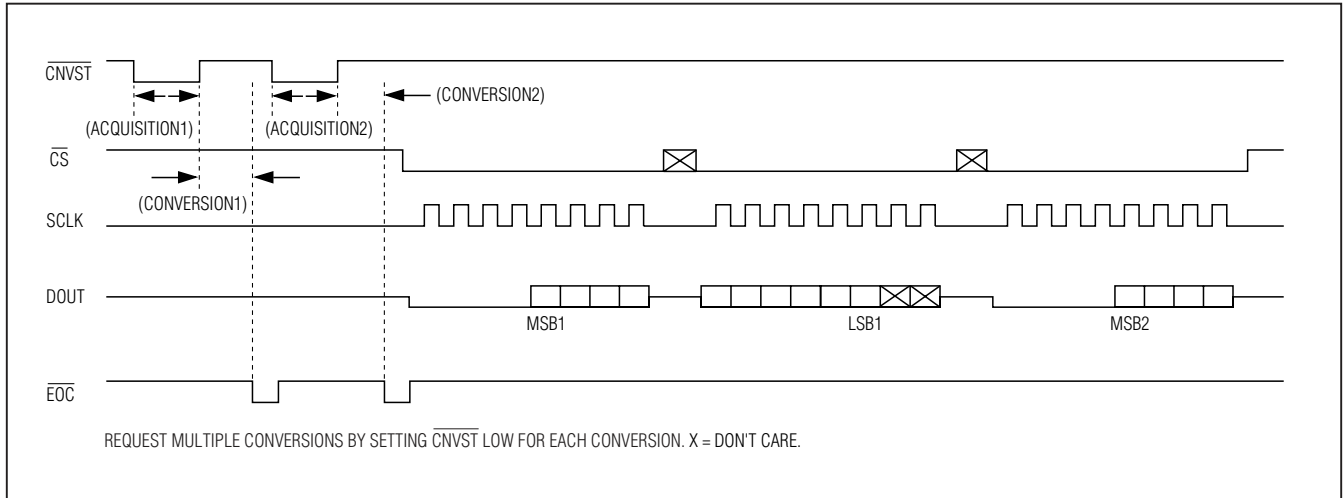 CNVST
(CONVERSION2)
(ACQUISITION1) (ACQUISITION2)
CS
(CONVERSION1)
SCLK
DOUT
MSB1 LSB1 MSB2
EOC
REQUEST MULTIPLE CONVERSIONS BY SETTING CNVST LOW FOR EACH CONVERSION. X = DON'T CARE.